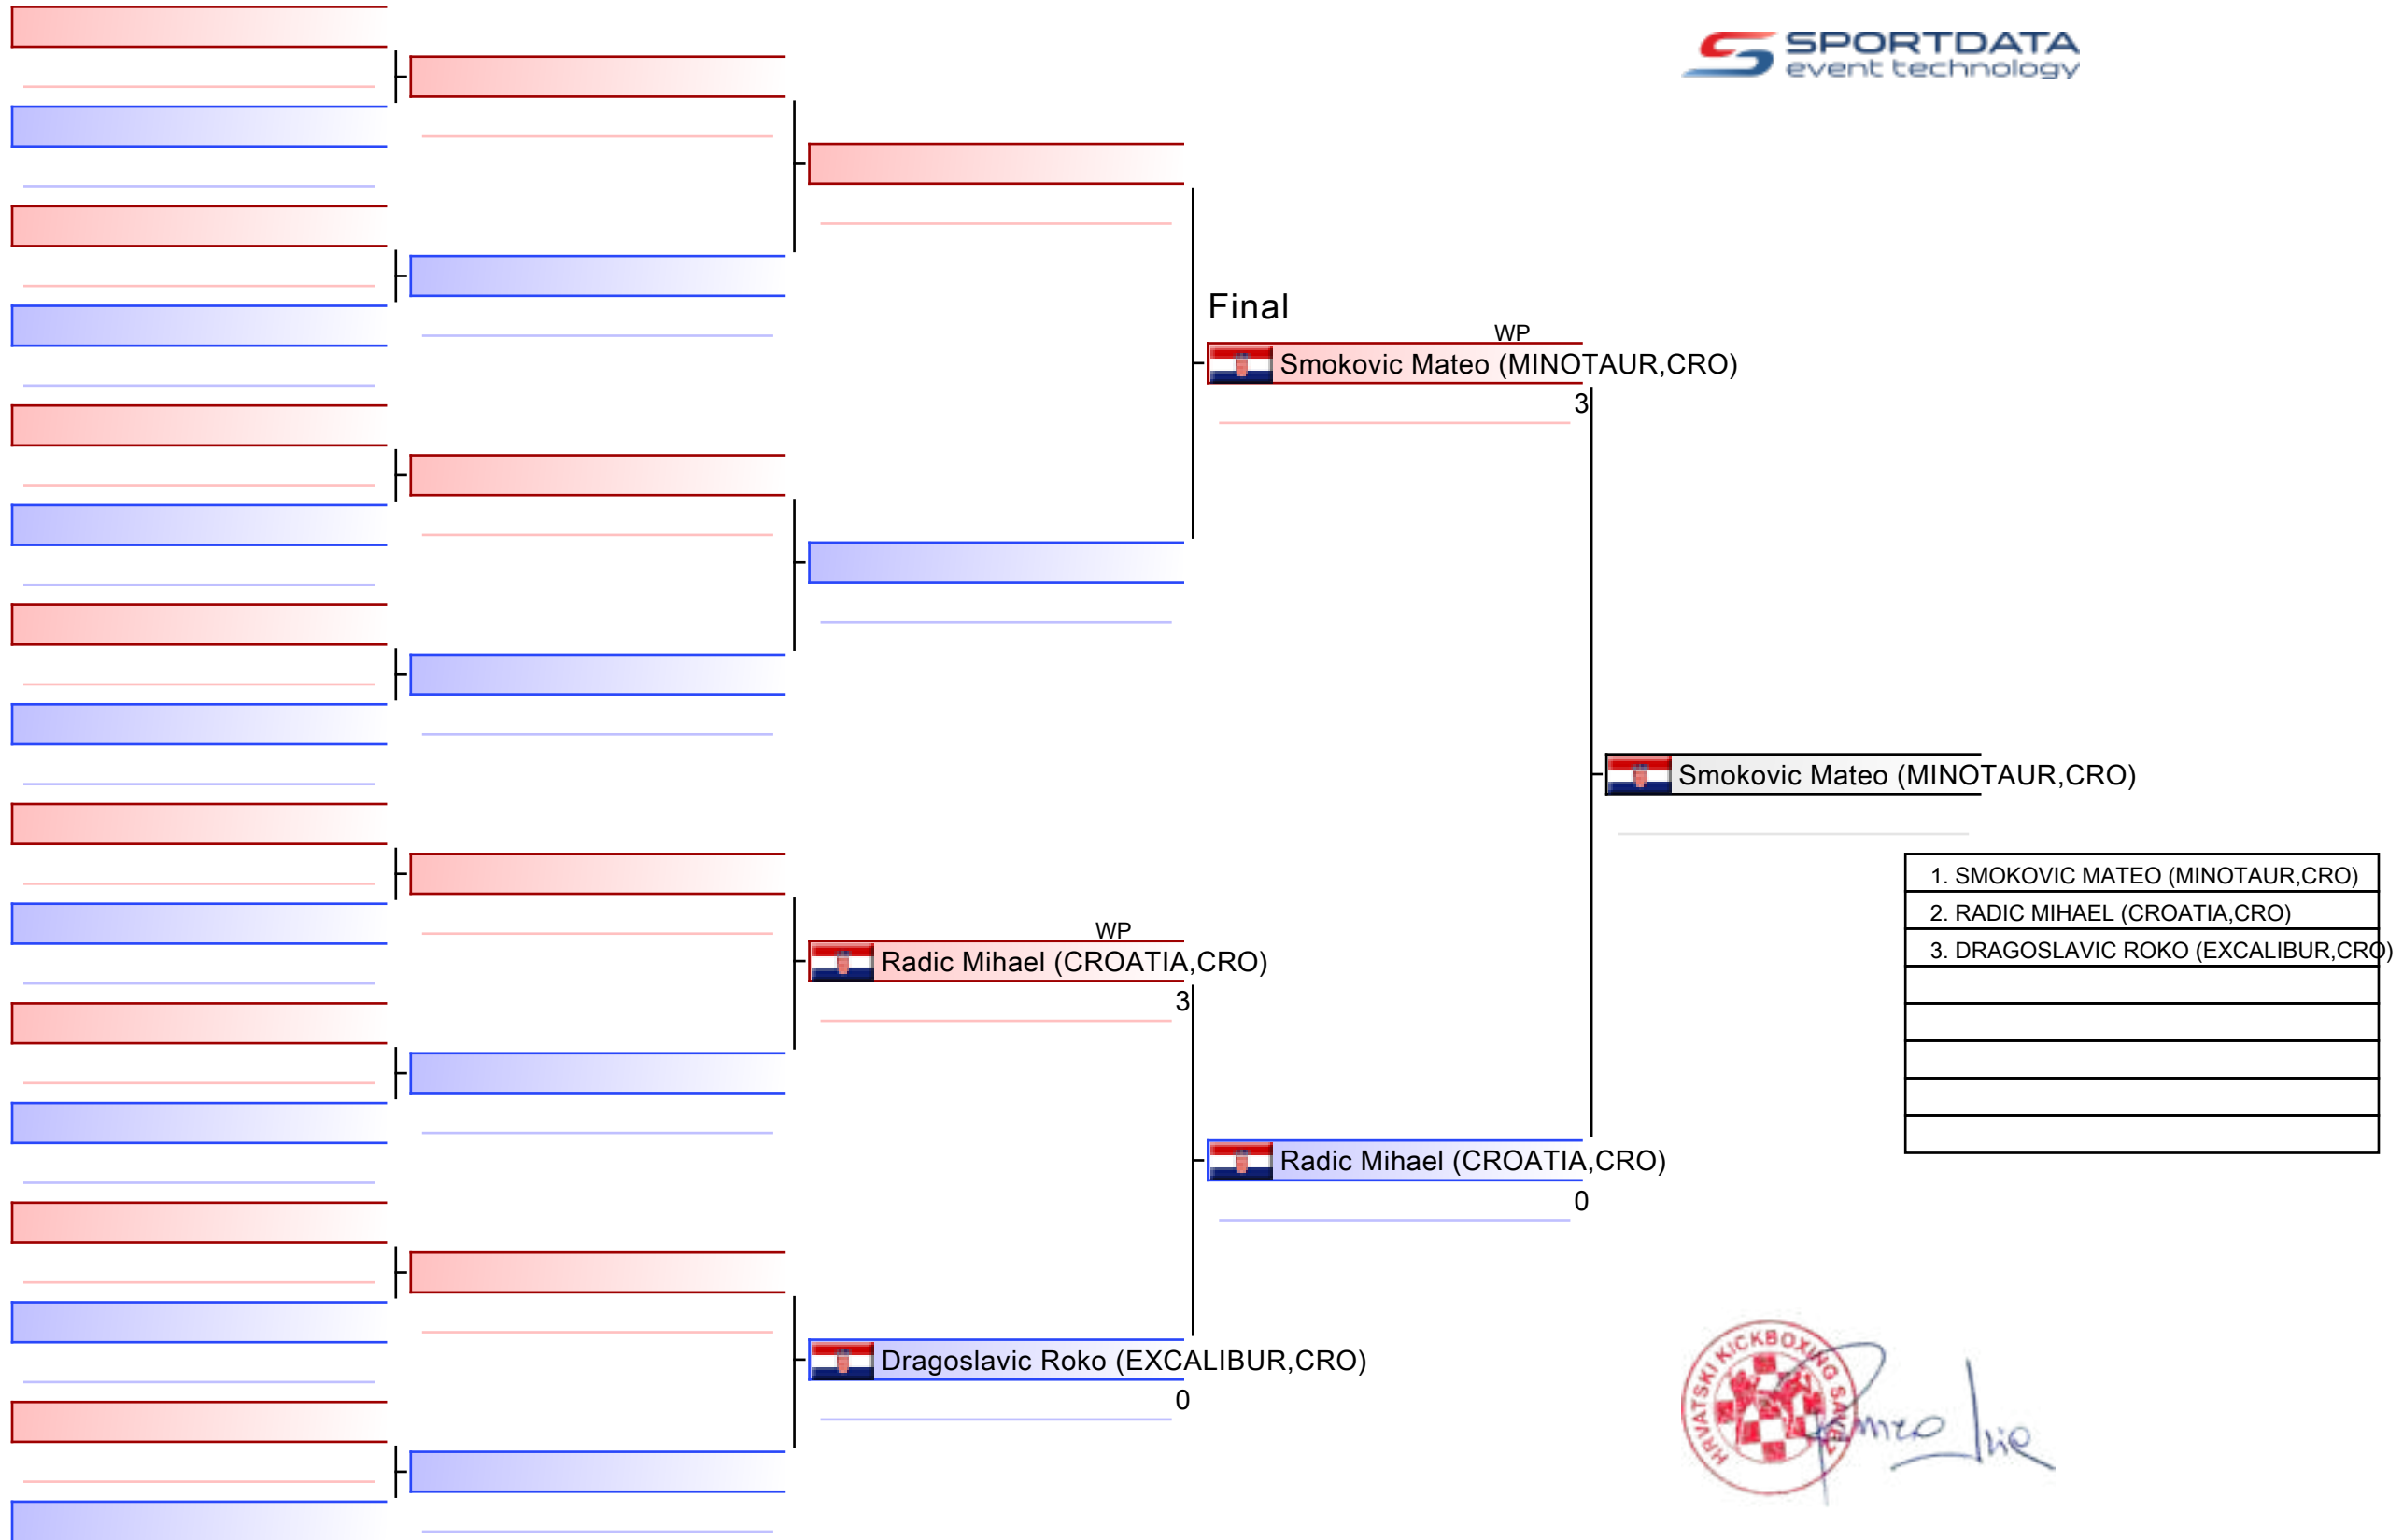 SPORTDATA
event technology
Final
WP
Smokovic Mateo (MINOTAUR,CRO)
3
Smokovic Mateo (MINOTAUR,CRO)
1. SMOKOVIC MATEO (MINOTAUR,CRO)
2. RADIC MIHAEL (CROATIA,CRO)
3. DRAGOSLAVIC ROKO (EXCALIBUR,CRO)
WP
Radic Mihael (CROATIA,CRO)
3
Radic Mihael (CROATIA,CRO)
0
Dragoslavic Roko (EXCALIBUR,CRO)
0
HRVATSKI KICKBOXING SAVEZ